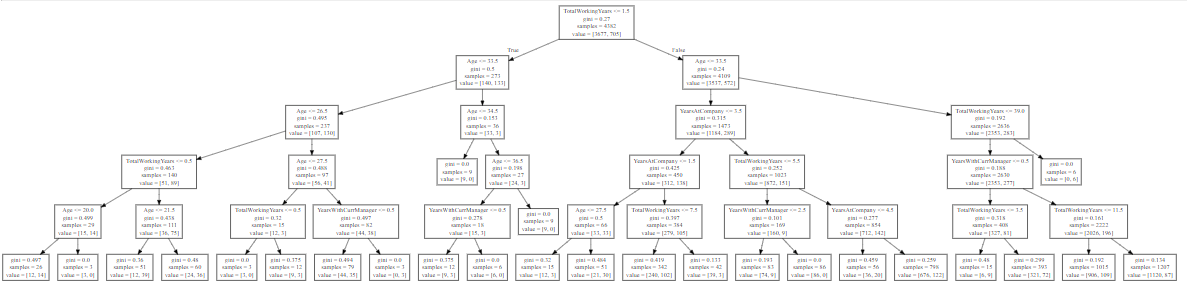 TotalWorkingYears <= 1.5
gini = 0.27
samples = 4382
value = [3677, 705]
True
False
Age <= 33.5
gini = 0.5
samples = 273
value = [140, 133]
Age <= 33.5
gini = 0.24
samples = 4109
value = [3537, 572]
Age <= 26.5
gini = 0.495
samples = 237
value = [107, 130]
Age <= 34.5
gini = 0.153
samples = 36
value = [33, 3]
YearsAtCompany <= 3.5
gini = 0.315
samples = 1473
value = [1184, 289]
TotalWorkingYears <= 39.0
gini = 0.192
samples = 2636
value = [2353, 283]
TotalWorkingYears <= 0.5
gini = 0.463
samples = 140
value = [51, 89]
Age <= 27.5
gini = 0.488
samples = 97
value = [56, 41]
gini = 0.0
samples = 9
value = [9, 0]
Age <= 36.5
gini = 0.198
samples = 27
value = [24, 3]
YearsAtCompany <= 1.5
gini = 0.425
samples = 450
value = [312, 138]
TotalWorkingYears <= 5.5
gini = 0.252
samples = 1023
value = [872, 151]
YearsWithCurrManager <= 0.5
gini = 0.188
samples = 2630
value = [2353, 277]
gini = 0.0
samples = 6
value = [0, 6]
Age <= 20.0
gini = 0.499
samples = 29
value = [15, 14]
Age <= 21.5
gini = 0.438
samples = 111
value = [36, 75]
TotalWorkingYears <= 0.5
gini = 0.32
samples = 15
value = [12, 3]
YearsWithCurrManager <= 0.5
gini = 0.497
samples = 82
value = [44, 38]
YearsWithCurrManager <= 0.5
gini = 0.278
samples = 18
value = [15, 3]
gini = 0.0
samples = 9
value = [9, 0]
Age <= 27.5
gini = 0.5
samples = 66
value = [33, 33]
TotalWorkingYears <= 7.5
gini = 0.397
samples = 384
value = [279, 105]
YearsWithCurrManager <= 2.5
gini = 0.101
samples = 169
value = [160, 9]
YearsAtCompany <= 4.5
gini = 0.277
samples = 854
value = [712, 142]
TotalWorkingYears <= 3.5
gini = 0.318
samples = 408
value = [327, 81]
TotalWorkingYears <= 11.5
gini = 0.161
samples = 2222
value = [2026, 196]
gini = 0.497
samples = 26
value = [12, 14]
gini = 0.0
samples = 3
value = [3, 0]
gini = 0.36
samples = 51
value = [12, 39]
gini = 0.48
samples = 60
value = [24, 36]
gini = 0.0
samples = 3
value = [3, 0]
gini = 0.375
samples = 12
value = [9, 3]
gini = 0.494
samples = 79
value = [44, 35]
gini = 0.0
samples = 3
value = [0, 3]
gini = 0.375
samples = 12
value = [9, 3]
gini = 0.0
samples = 6
value = [6, 0]
gini = 0.32
samples = 15
value = [12, 3]
gini = 0.484
samples = 51
value = [21, 30]
gini = 0.419
samples = 342
value = [240, 102]
gini = 0.133
samples = 42
value = [39, 3]
gini = 0.193
samples = 83
value = [74, 9]
gini = 0.0
samples = 86
value = [86, 0]
gini = 0.459
samples = 56
value = [36, 20]
gini = 0.259
samples = 798
value = [676, 122]
gini = 0.48
samples = 15
value = [6, 9]
gini = 0.299
samples = 393
value = [321, 72]
gini = 0.192
samples = 1015
value = [906, 109]
gini = 0.134
samples = 1207
value = [1120, 87]